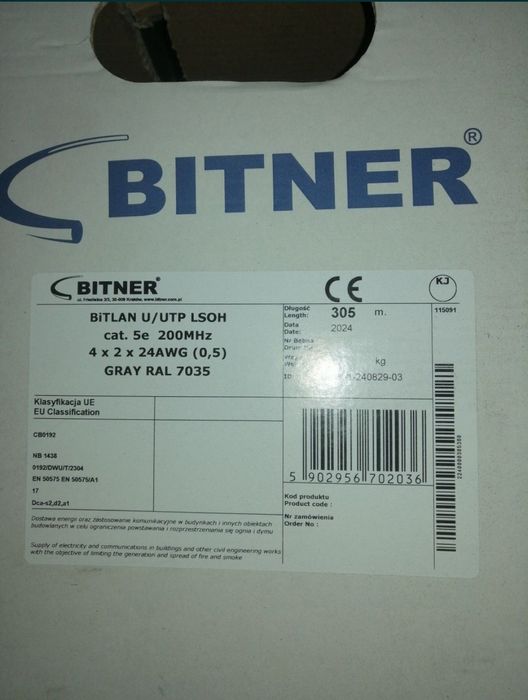 BITNER®
BITNER®
ul. Friedleina 3/3, 30-009 Kraków, www.bitner.com.pl
BiTLAN U/UTP LSOH
cat. 5e 200MHz
4 x 2 x 24AWG (0,5)
GRAY RAL 7035
Klasyfikacja UE
EU Classification
CB0192
NB 1438
0192/DWU/T/2304
EN 50575 EN 50575/A1
17
Dca-s2,d2,a1
Dostawa energii oraz zastosowanie komunikacyjne w budynkach i innych obiektach
budowlanych w celu ograniczenia powstawania i rozprzestrzeniania się ognia i dymu
Supply of electricity and communications in buildings and other civil engineering works
with the objective of limiting the generation and spread of fire and smoke
CE
KJ
Długość
Length: 305 m.
115091
Data
Date: 2024
Nr Bębna
kg
ID
-240829-03
5 902956 702036
Kod produktu
Product code :
Nr zamówienia
Order No :